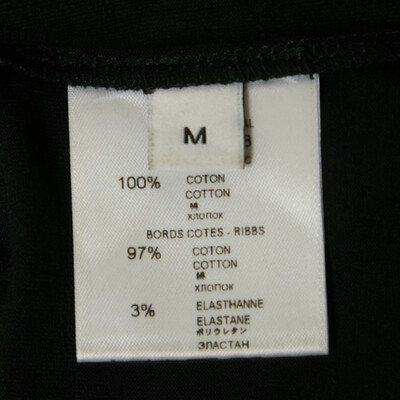 M
100% COTON
COTTON
綿
ХЛОПОК
BORDS COTES - RIBBS
97% COTON
COTTON
綿
ХЛОПОК
3% ELASTHANNE
ELASTANE
ポリウレタン
ЭЛАСТАН